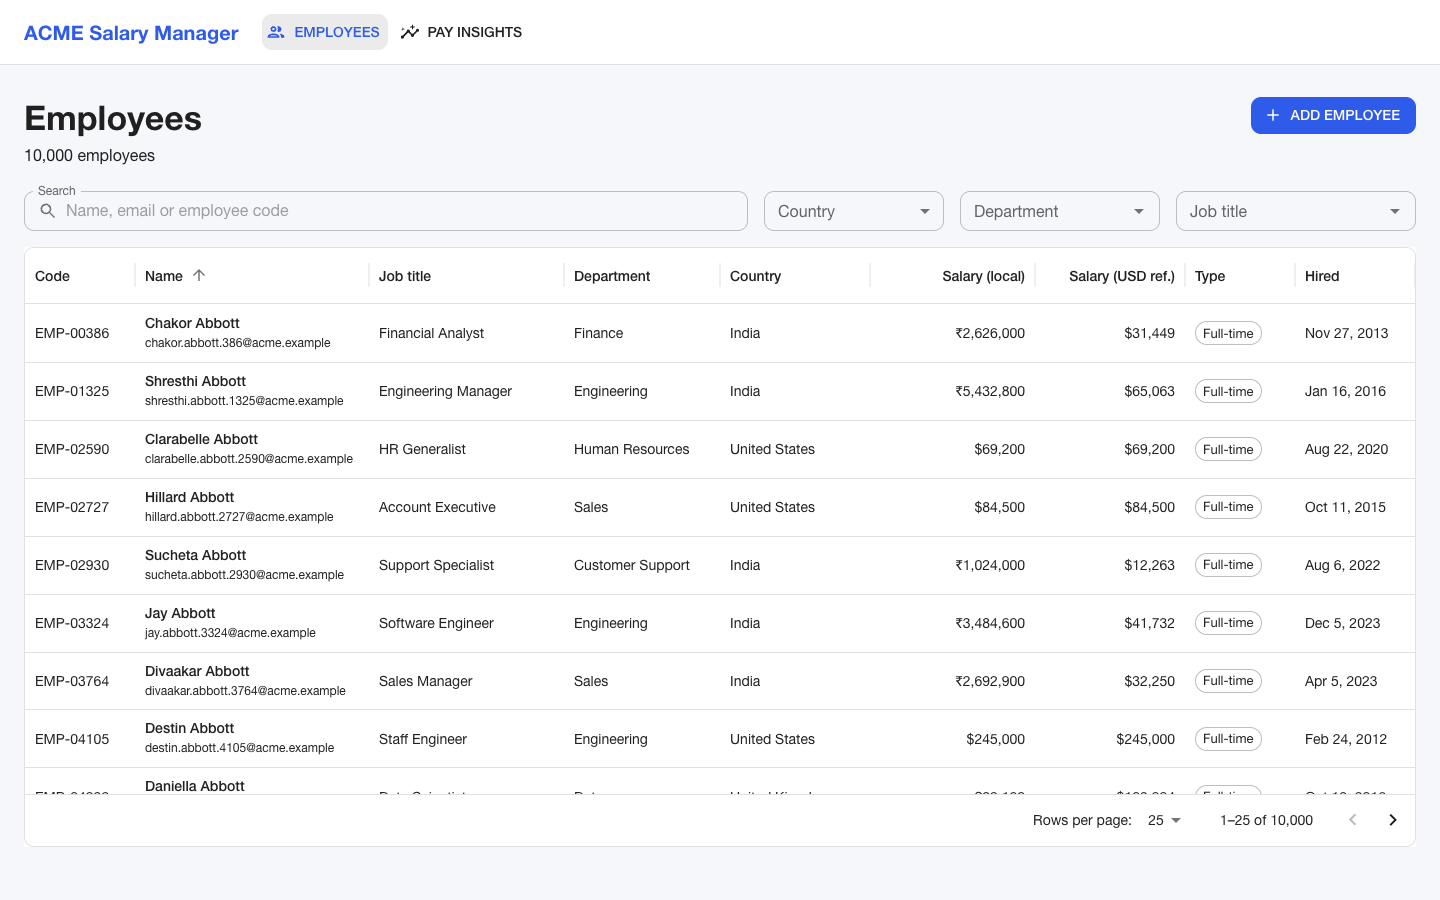 ACME Salary Manager
EMPLOYEES
PAY INSIGHTS
Employees
ADD EMPLOYEE
10,000 employees
Search
Name, email or employee code
Country
Department
Job title
Code Name Job title Department Country Salary (local) Salary (USD ref.) Type Hired
EMP-00386 Chakor Abbott Financial Analyst Finance India ₹2,626,000 $31,449 Full-time Nov 27, 2013
chakor.abbott.386@acme.example
EMP-01325 Shresthi Abbott Engineering Manager Engineering India ₹5,432,800 $65,063 Full-time Jan 16, 2016
shresthi.abbott.1325@acme.example
EMP-02590 Clarabelle Abbott HR Generalist Human Resources United States $69,200 $69,200 Full-time Aug 22, 2020
clarabelle.abbott.2590@acme.example
EMP-02727 Hillard Abbott Account Executive Sales United States $84,500 $84,500 Full-time Oct 11, 2015
hillard.abbott.2727@acme.example
EMP-02930 Sucheta Abbott Support Specialist Customer Support India ₹1,024,000 $12,263 Full-time Aug 6, 2022
sucheta.abbott.2930@acme.example
EMP-03324 Jay Abbott Software Engineer Engineering India ₹3,484,600 $41,732 Full-time Dec 5, 2023
jay.abbott.3324@acme.example
EMP-03764 Divaakar Abbott Sales Manager Sales India ₹2,692,900 $32,250 Full-time Apr 5, 2023
divaakar.abbott.3764@acme.example
EMP-04105 Destin Abbott Staff Engineer Engineering United States $245,000 $245,000 Full-time Feb 24, 2012
destin.abbott.4105@acme.example
Daniella Abbott
Rows per page: 25 1–25 of 10,000